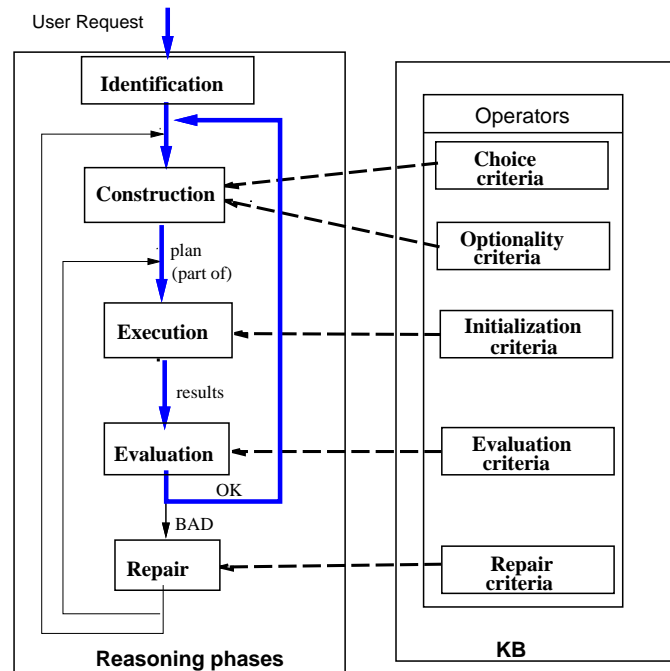 User Request
Identification
Construction
plan
(part of)
Execution
results
Evaluation
OK
BAD
Repair
Reasoning phases
Operators
Choice
criteria
Optionality
criteria
Initialization
criteria
Evaluation
criteria
Repair
criteria
KB